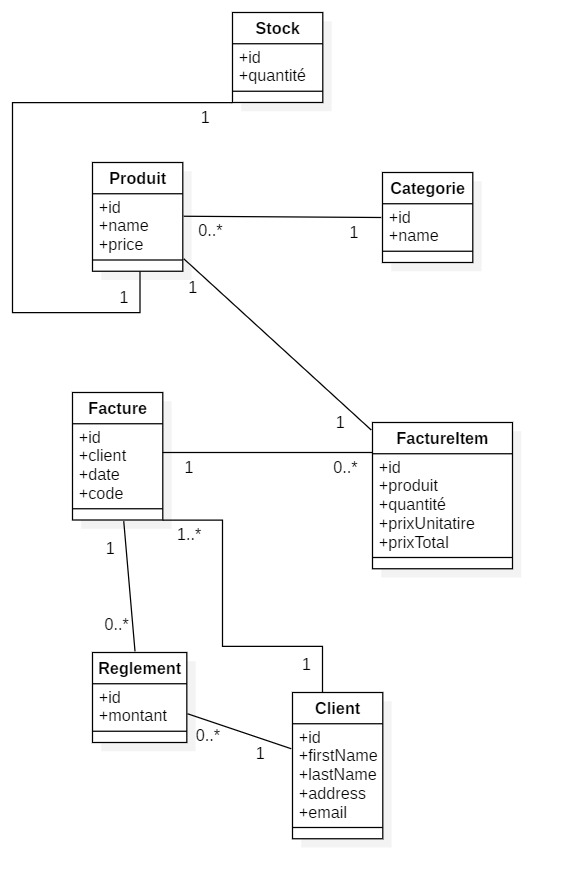 Stock
+id
+quantité
1
Produit
+id
+name
+price
0..*
1
Categorie
+id
+name
1
1
1
Facture
+id
+client
+date
+code
1
0..*
FactureItem
+id
+produit
+quantité
+prixUnitatire
+prixTotal
1
1..*
0..*
1
Reglement
+id
+montant
0..*
1
Client
+id
+firstName
+lastName
+address
+email